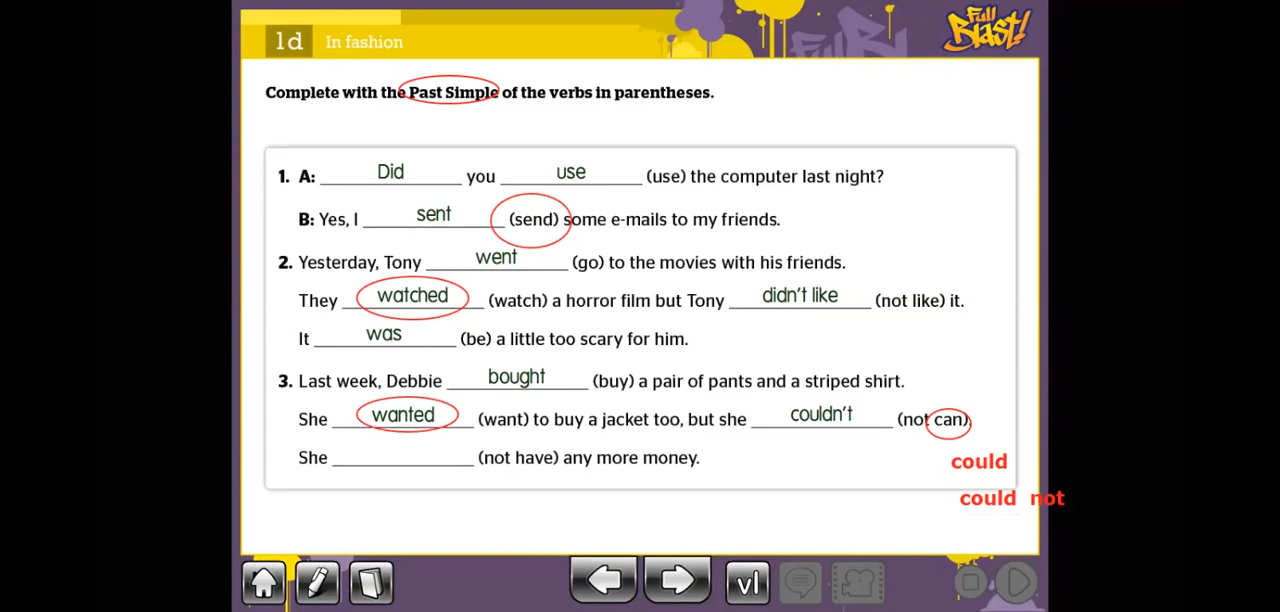 1d In fashion
Full Blast!
Complete with the Past Simple of the verbs in parentheses.
1. A: Did you use (use) the computer last night?
B: Yes, I sent (send) some e-mails to my friends.
2. Yesterday, Tony went (go) to the movies with his friends.
They watched (watch) a horror film but Tony didn't like (not like) it.
It was (be) a little too scary for him.
3. Last week, Debbie bought (buy) a pair of pants and a striped shirt.
She wanted (want) to buy a jacket too, but she couldn't (not can).
She ____________ (not have) any more money.
could
could not